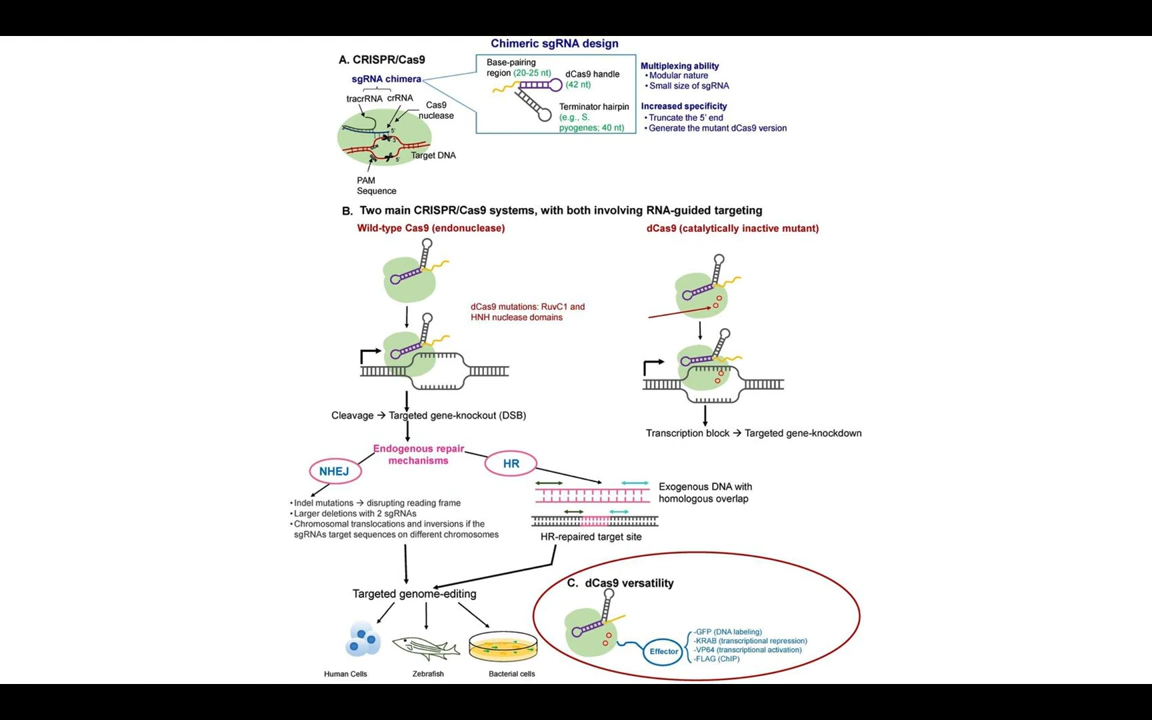 Chimeric sgRNA design
A. CRISPR/Cas9
sgRNA chimera
tracrRNA crRNA
Cas9
nuclease
5'
3'
5'
Target DNA
PAM
Sequence
Base-pairing
region (20-25 nt)
dCas9 handle
(42 nt)
Terminator hairpin
(e.g., S.
pyogenes; 40 nt)
Multiplexing ability
• Modular nature
• Small size of sgRNA
Increased specificity
• Truncate the 5' end
• Generate the mutant dCas9 version
B. Two main CRISPR/Cas9 systems, with both involving RNA-guided targeting
Wild-type Cas9 (endonuclease)
dCas9 (catalytically inactive mutant)
dCas9 mutations: RuvC1 and
HNH nuclease domains
Cleavage → Targeted gene-knockout (DSB)
Transcription block → Targeted gene-knockdown
Endogenous repair
mechanisms
NHEJ
HR
• Indel mutations → disrupting reading frame
• Larger deletions with 2 sgRNAs
• Chromosomal translocations and inversions if the
sgRNAs target sequences on different chromosomes
Exogenous DNA with
homologous overlap
HR-repaired target site
Targeted genome-editing
Human Cells
Zebrafish
Bacterial cells
C. dCas9 versatility
Effector
-GFP (DNA labeling)
-KRAB (transcriptional repression)
-VP64 (transcriptional activation)
-FLAG (ChIP)